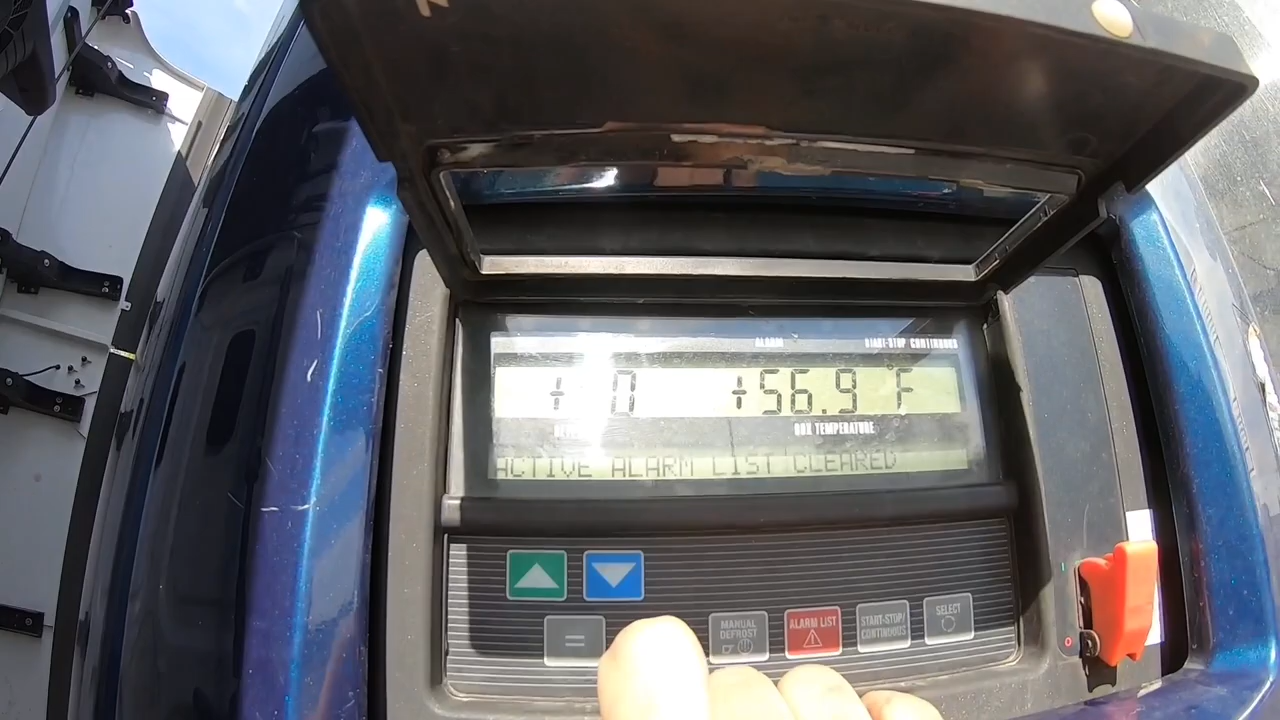 ALARM START-STOP CONTINUOUS
+ 0 +56.9 °F
BOX TEMPERATURE
ACTIVE ALARM LIST CLEARED
=
MANUAL
DEFROST
ALARM LIST
START-STOP/
CONTINUOUS
SELECT